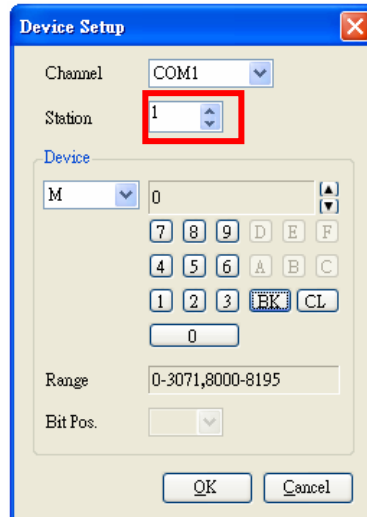 Device Setup
Channel COM1
Station 1
Device
M 0
7 8 9 D E F
4 5 6 A B C
1 2 3 BK CL
0
Range 0-3071,8000-8195
Bit Pos.
OK Cancel